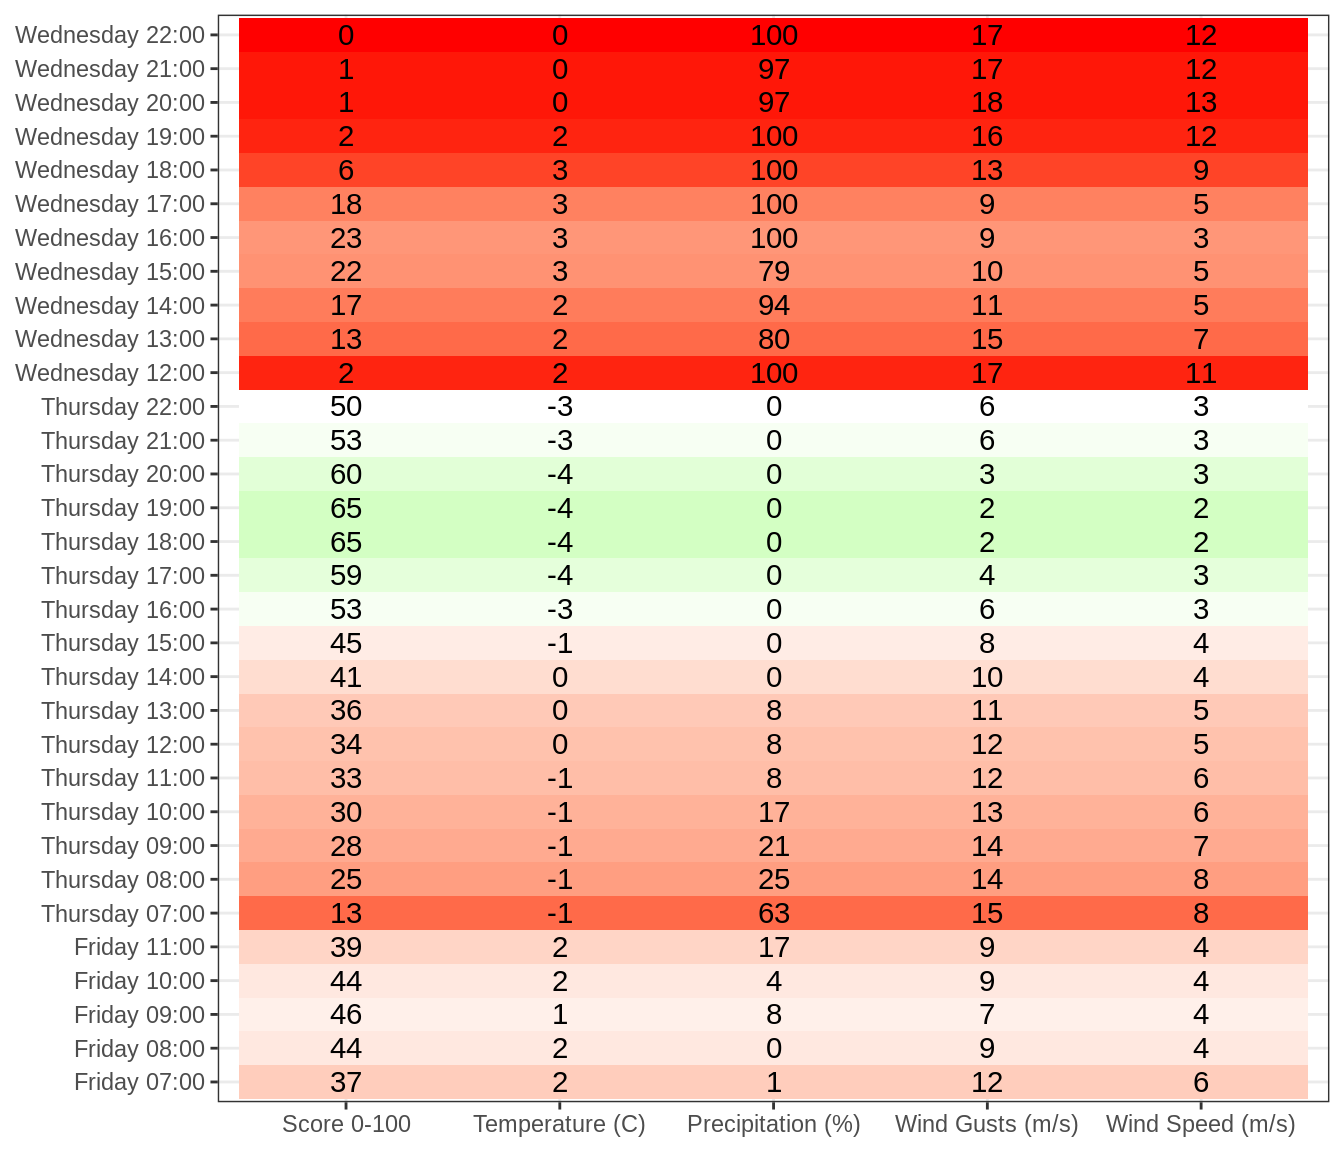 Wednesday 22:00 0 0 100 17 12
Wednesday 21:00 1 0 97 17 12
Wednesday 20:00 1 0 97 18 13
Wednesday 19:00 2 2 100 16 12
Wednesday 18:00 6 3 100 13 9
Wednesday 17:00 18 3 100 9 5
Wednesday 16:00 23 3 100 9 3
Wednesday 15:00 22 3 79 10 5
Wednesday 14:00 17 2 94 11 5
Wednesday 13:00 13 2 80 15 7
Wednesday 12:00 2 2 100 17 11
Thursday 22:00 50 -3 0 6 3
Thursday 21:00 53 -3 0 6 3
Thursday 20:00 60 -4 0 3 3
Thursday 19:00 65 -4 0 2 2
Thursday 18:00 65 -4 0 2 2
Thursday 17:00 59 -4 0 4 3
Thursday 16:00 53 -3 0 6 3
Thursday 15:00 45 -1 0 8 4
Thursday 14:00 41 0 0 10 4
Thursday 13:00 36 0 8 11 5
Thursday 12:00 34 0 8 12 5
Thursday 11:00 33 -1 8 12 6
Thursday 10:00 30 -1 17 13 6
Thursday 09:00 28 -1 21 14 7
Thursday 08:00 25 -1 25 14 8
Thursday 07:00 13 -1 63 15 8
Friday 11:00 39 2 17 9 4
Friday 10:00 44 2 4 9 4
Friday 09:00 46 1 8 7 4
Friday 08:00 44 2 0 9 4
Friday 07:00 37 2 1 12 6
Score 0-100 Temperature (C) Precipitation (%) Wind Gusts (m/s) Wind Speed (m/s)